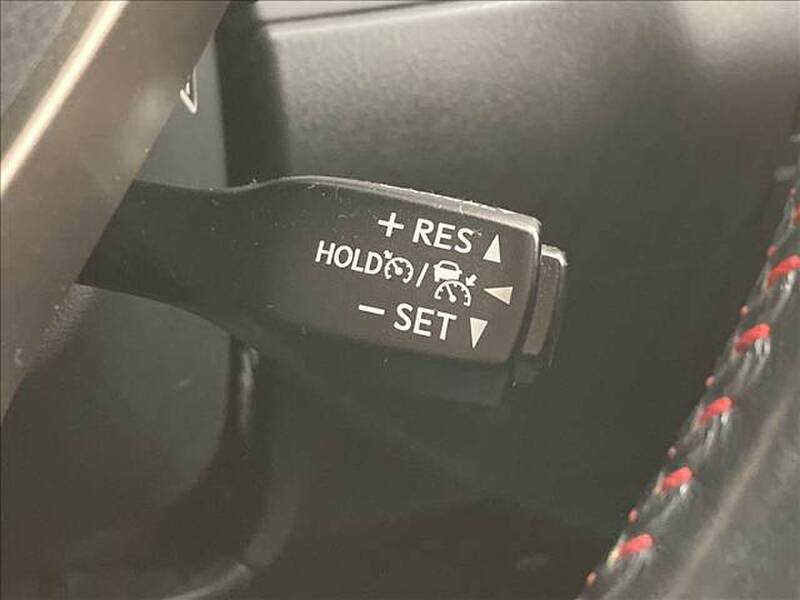 + RES
HOLD /
− SET